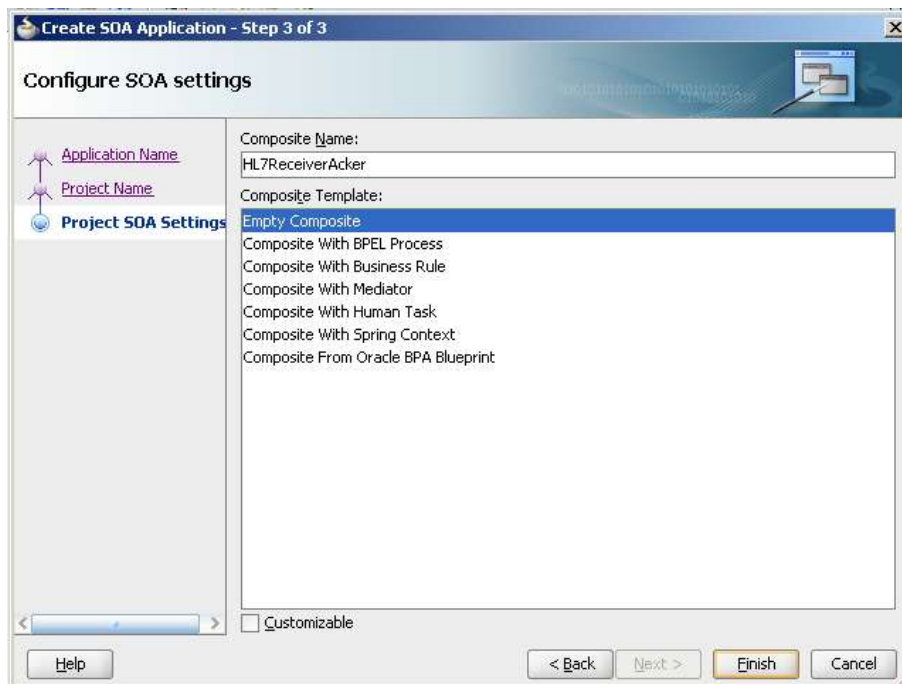 Create SOA Application - Step 3 of 3
Configure SOA settings
Application Name
Project Name
Project SOA Settings
Composite Name:
HL7ReceiverAcker
Composite Template:
Empty Composite
Composite With BPEL Process
Composite With Business Rule
Composite With Mediator
Composite With Human Task
Composite With Spring Context
Composite From Oracle BPA Blueprint
Customizable
Help
< Back
Next >
Finish
Cancel